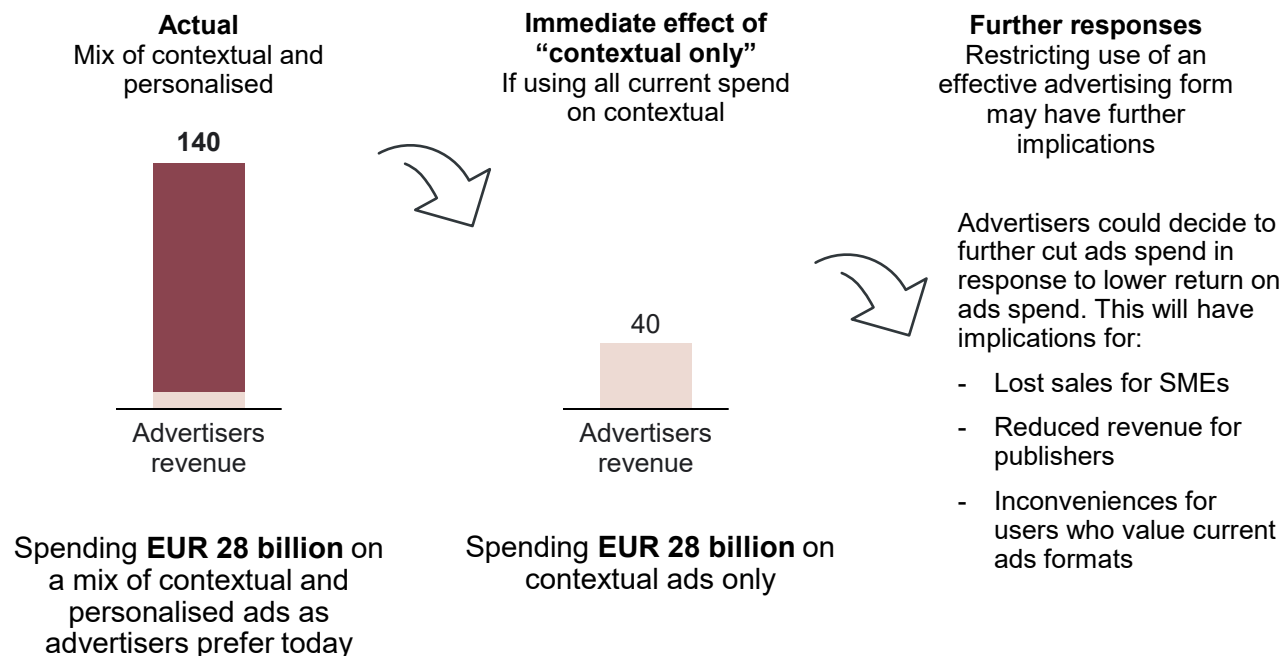 Actual
Mix of contextual and
personalised
140
Advertisers
revenue
Spending EUR 28 billion on
a mix of contextual and
personalised ads as
advertisers prefer today
Immediate effect of
“contextual only”
If using all current spend
on contextual
40
Advertisers
revenue
Spending EUR 28 billion on
contextual ads only
Further responses
Restricting use of an
effective advertising form
may have further
implications
Advertisers could decide to
further cut ads spend in
response to lower return on
ads spend. This will have
implications for:
- Lost sales for SMEs
- Reduced revenue for
publishers
- Inconveniences for
users who value current
ads formats